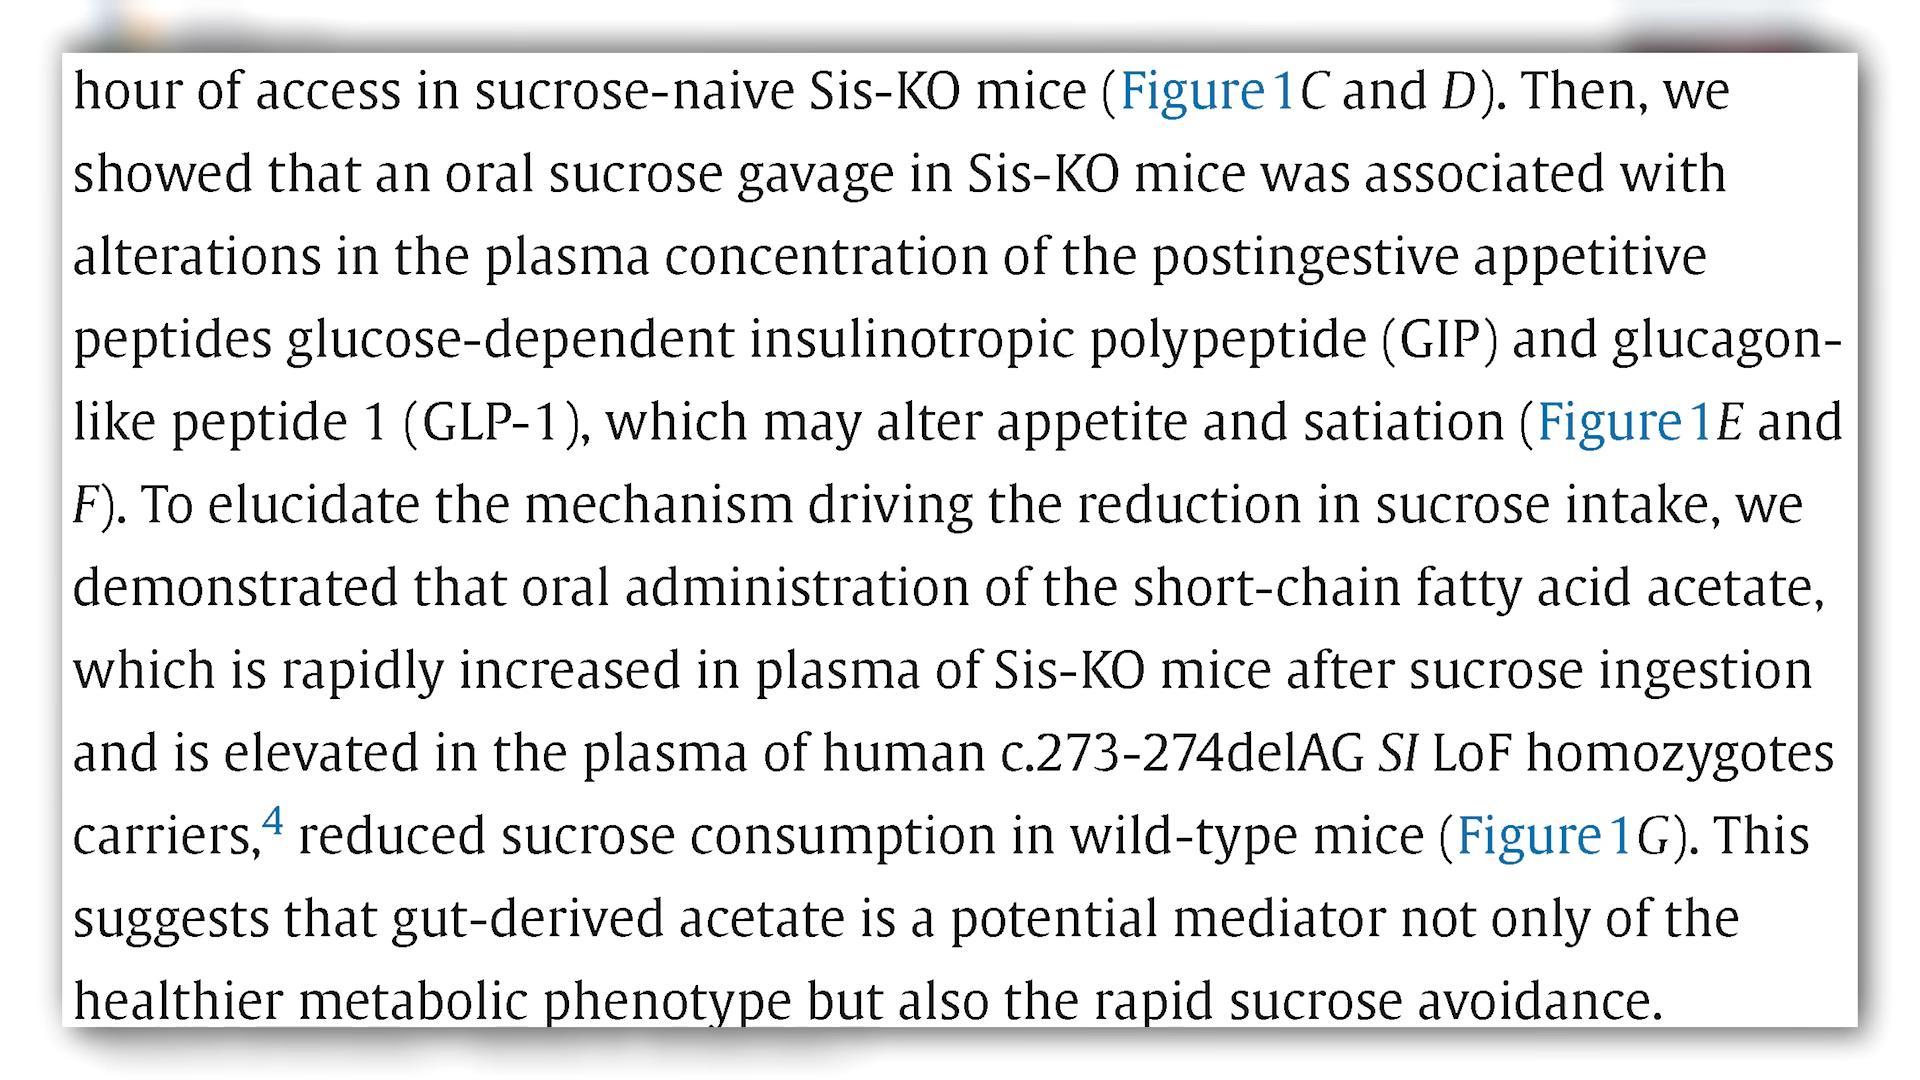 hour of access in sucrose-naive Sis-KO mice (Figure 1C and D). Then, we
showed that an oral sucrose gavage in Sis-KO mice was associated with
alterations in the plasma concentration of the postingestive appetitive
peptides glucose-dependent insulinotropic polypeptide (GIP) and glucagon-
like peptide 1 (GLP-1), which may alter appetite and satiation (Figure 1E and
F). To elucidate the mechanism driving the reduction in sucrose intake, we
demonstrated that oral administration of the short-chain fatty acid acetate,
which is rapidly increased in plasma of Sis-KO mice after sucrose ingestion
and is elevated in the plasma of human c.273-274delAG SI LoF homozygotes
carriers,4 reduced sucrose consumption in wild-type mice (Figure 1G). This
suggests that gut-derived acetate is a potential mediator not only of the
healthier metabolic phenotype but also the rapid sucrose avoidance.